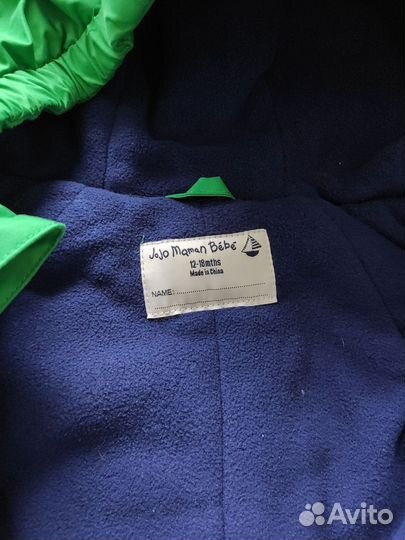 JoJo Maman Bébé
12-18mths
Made in China
NAME:
Avito